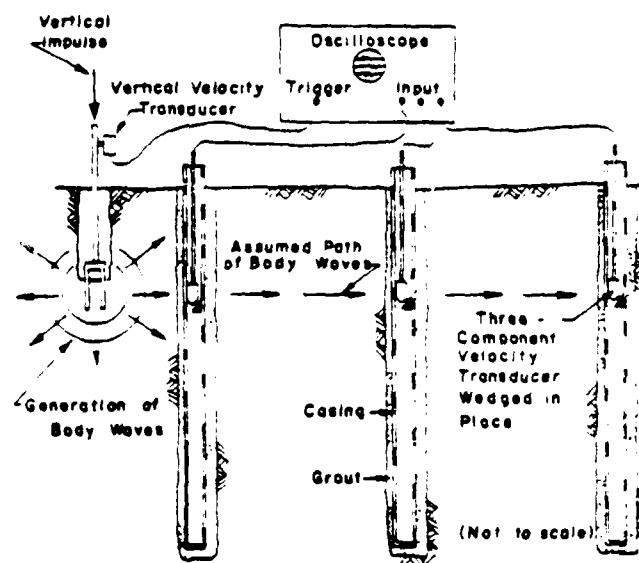 Vertical
Impulse
Oscilloscope
Trigger
Input
Vertical Velocity
Transducer
Assumed Path
of Body Waves
Three-
Component
Velocity
Transducer
Wedged in
Place
Generation of
Body Waves
Casing
Grout
(Not to scale)